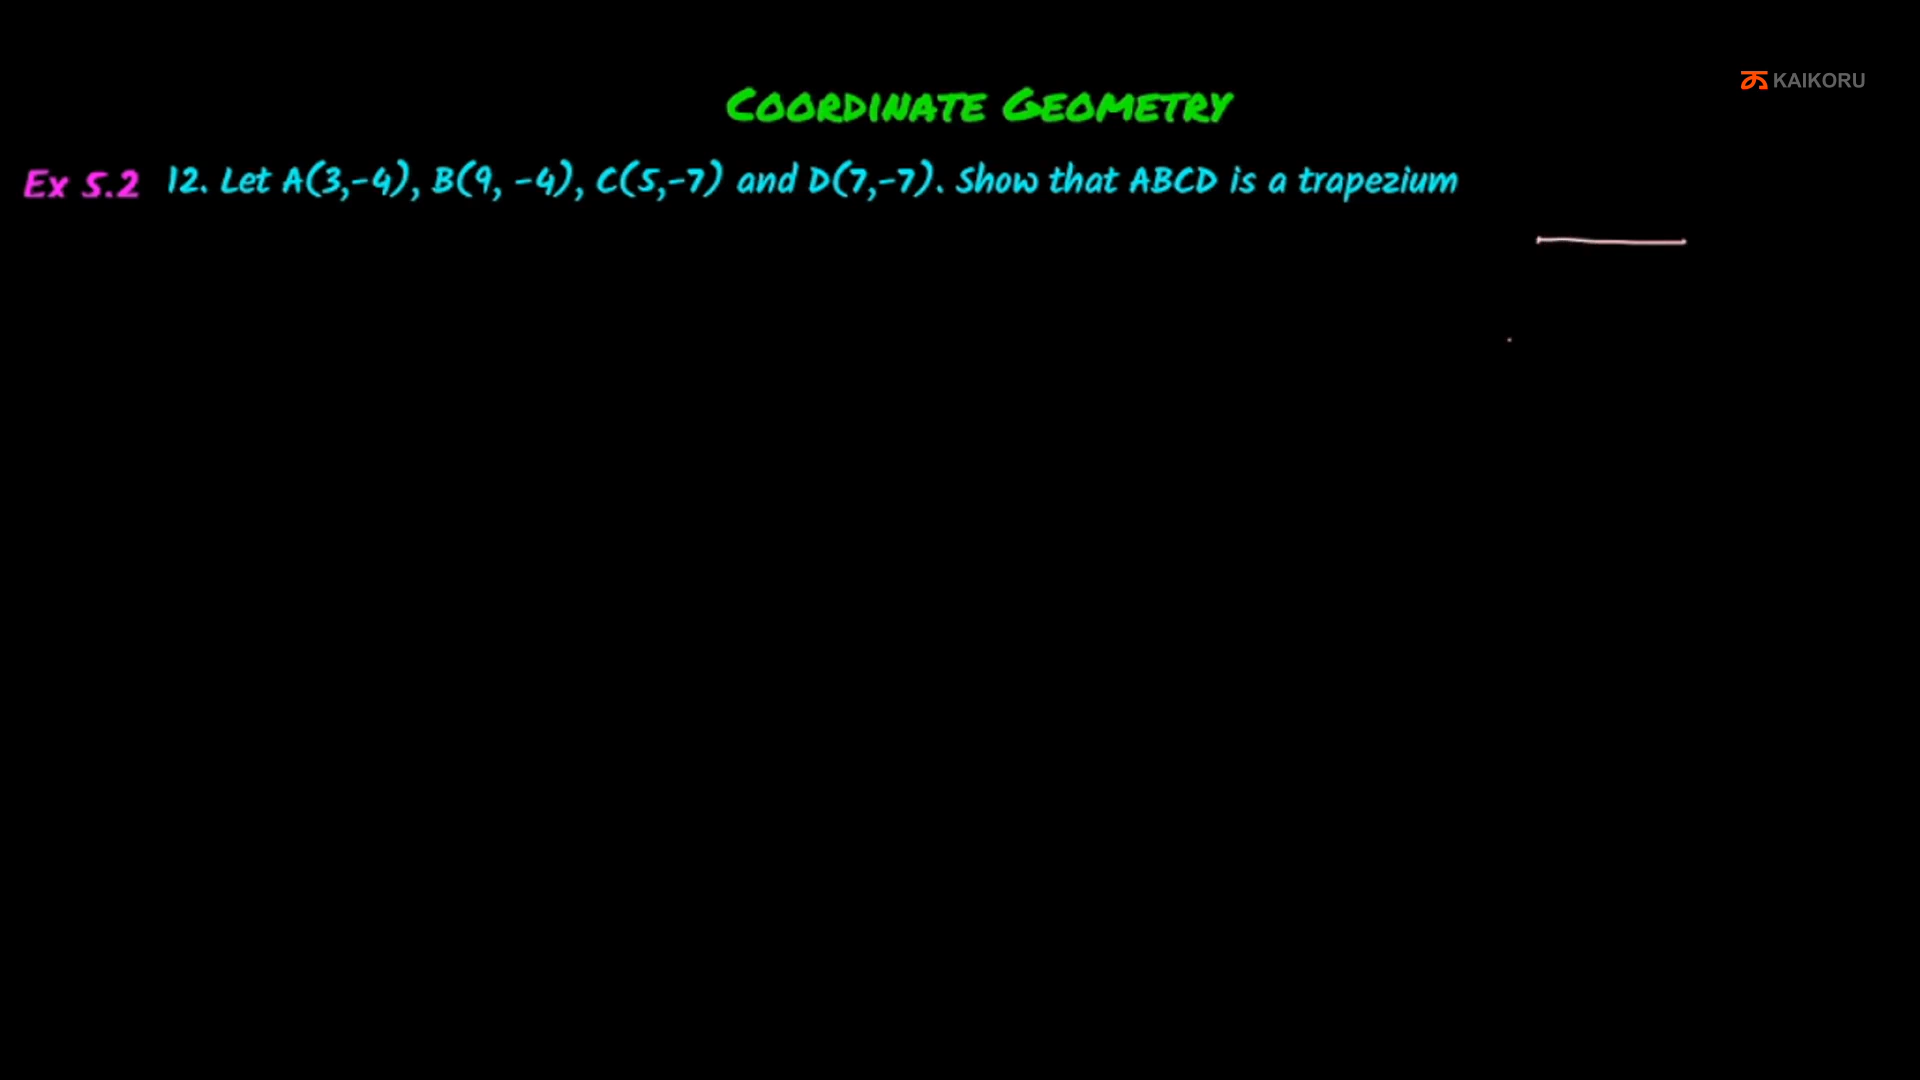 KAIKORU
COORDINATE GEOMETRY
Ex 5.2 12. Let A(3,-4), B(9, -4), C(5,-7) and D(7,-7). Show that ABCD is a trapezium